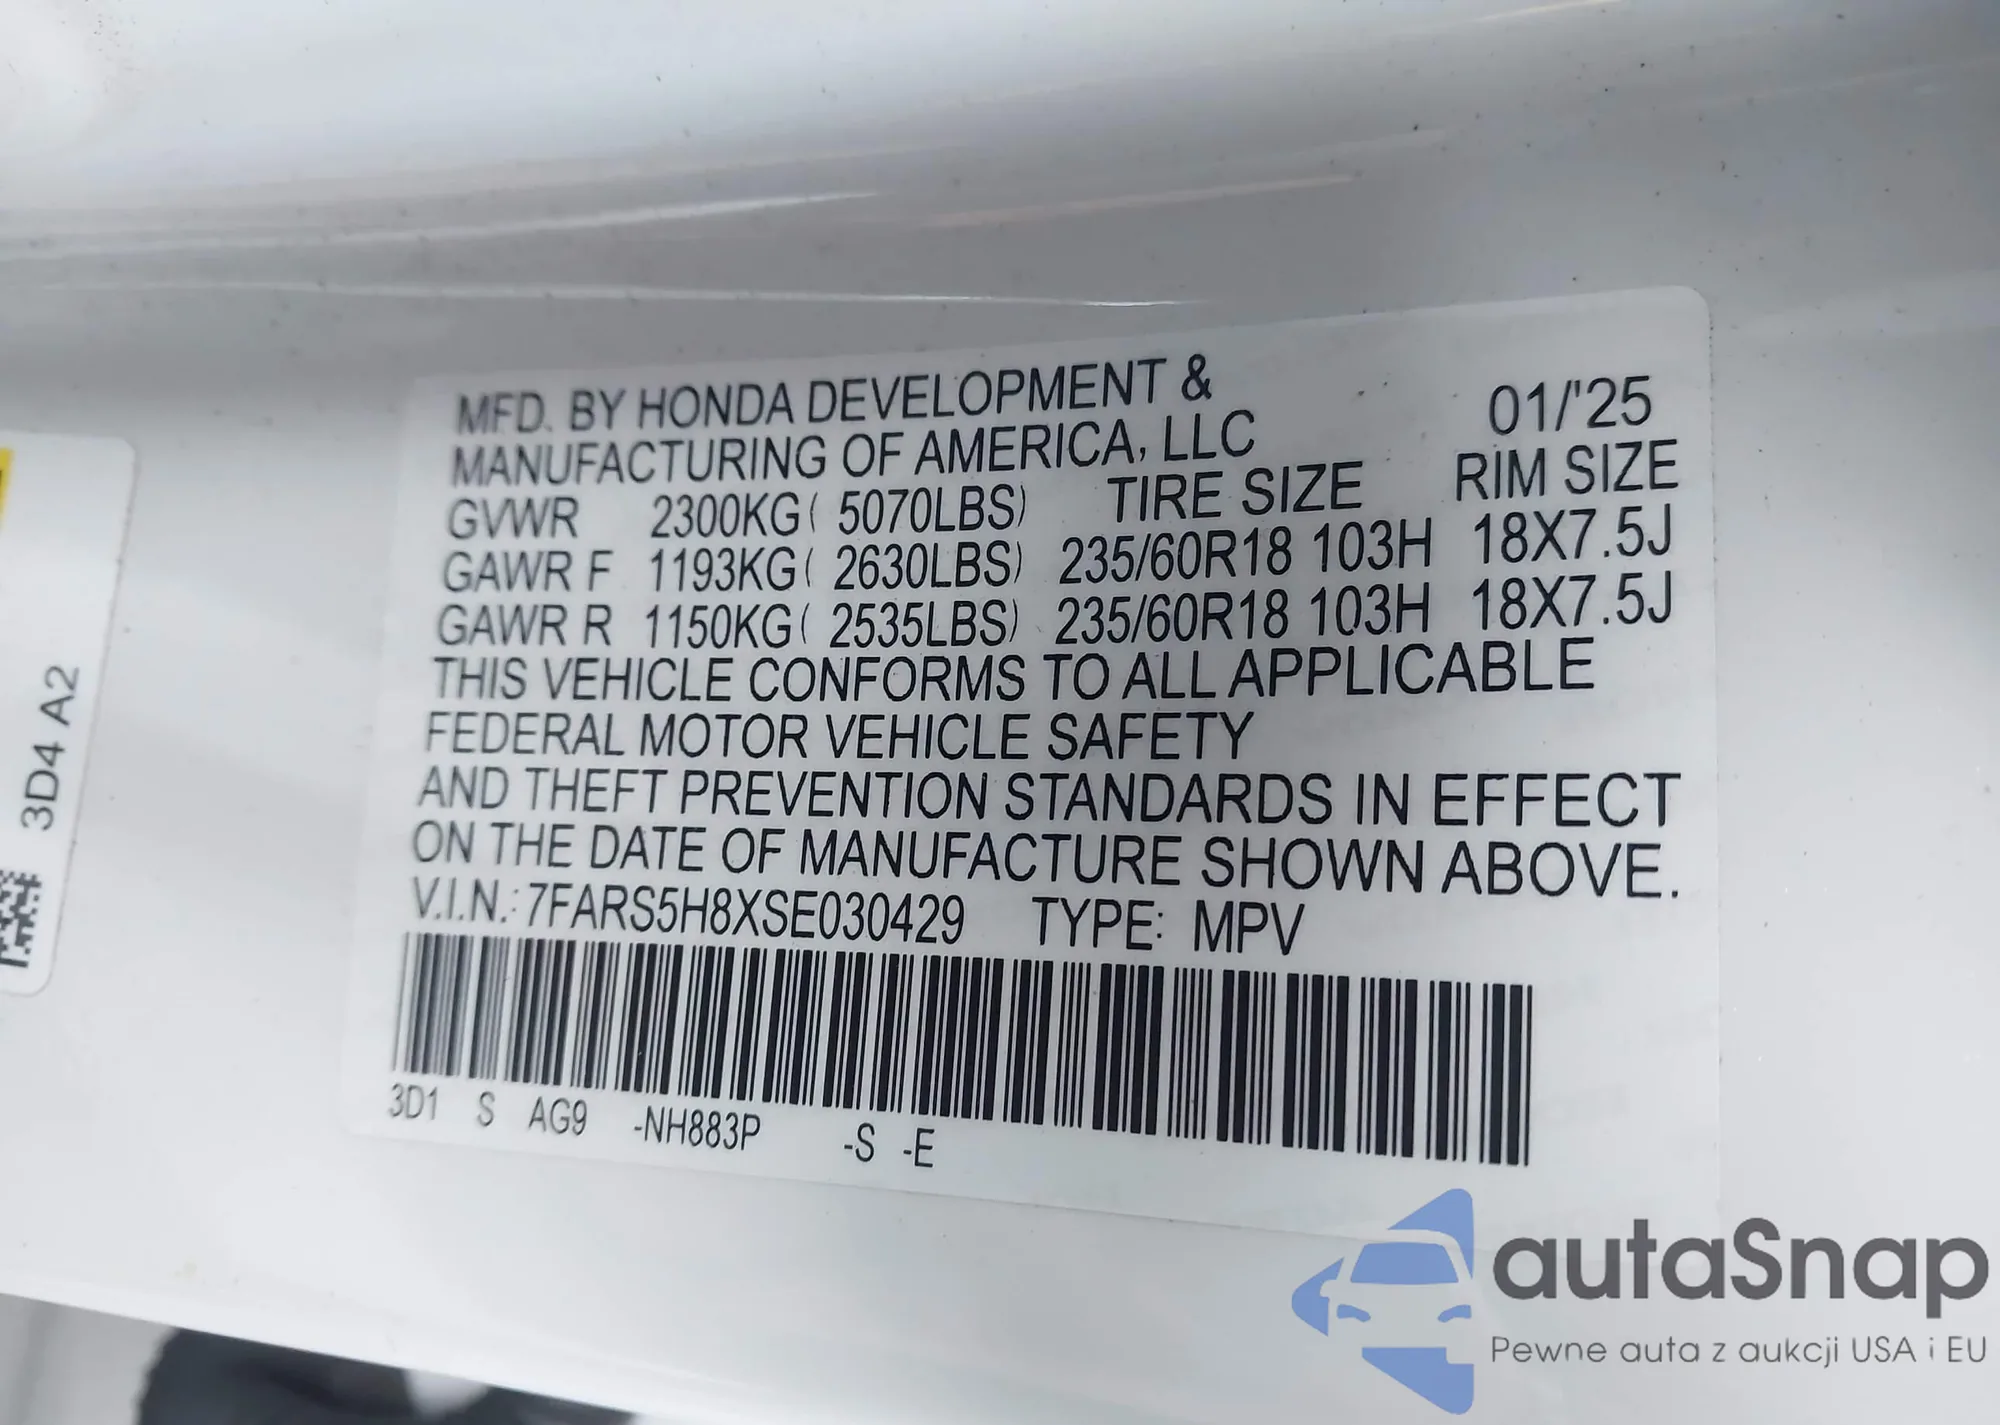 MFD. BY HONDA DEVELOPMENT & 01/'25
MANUFACTURING OF AMERICA, LLC
TIRE SIZE RIM SIZE
GVWR 2300KG( 5070LBS)
GAWR F 1193KG( 2630LBS) 235/60R18 103H 18X7.5J
GAWR R 1150KG( 2535LBS) 235/60R18 103H 18X7.5J
THIS VEHICLE CONFORMS TO ALL APPLICABLE
FEDERAL MOTOR VEHICLE SAFETY
AND THEFT PREVENTION STANDARDS IN EFFECT
ON THE DATE OF MANUFACTURE SHOWN ABOVE.
V.I.N.: 7FARS5H8XSE030429 TYPE: MPV
3D1 S AG9 -NH883P -S -E
3D4 A2
autaSnap
Pewne auta z aukcji USA i EU